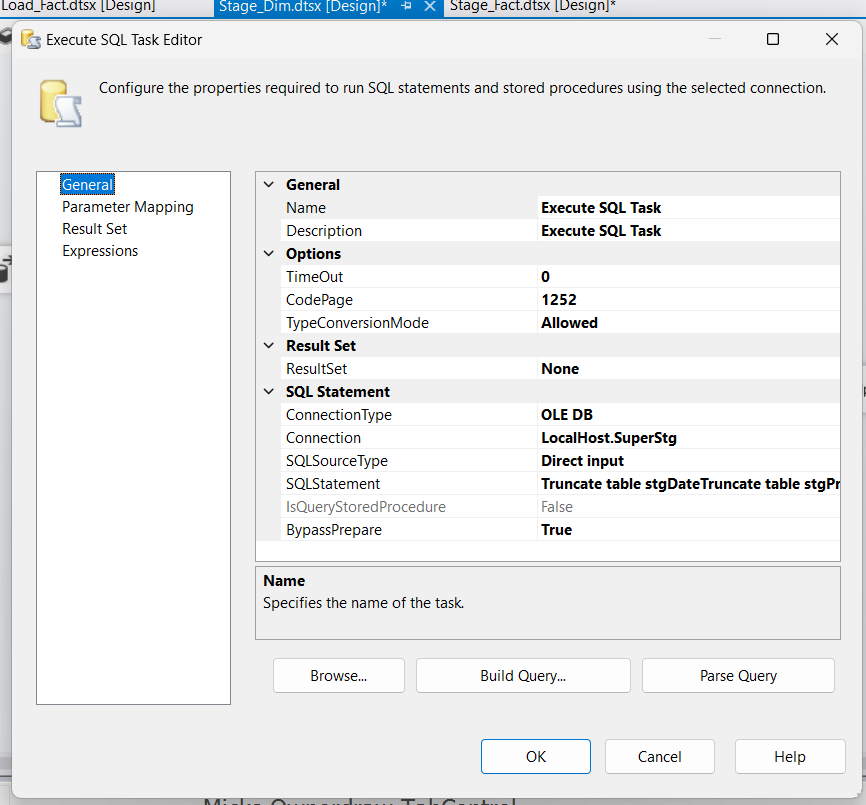 Load_Fact.dtsx [Design]
Stage_Dim.dtsx [Design]*
Stage_Fact.dtsx [Design]*
Execute SQL Task Editor
Configure the properties required to run SQL statements and stored procedures using the selected connection.
General
Parameter Mapping
Result Set
Expressions
General
Name Execute SQL Task
Description Execute SQL Task
Options
TimeOut 0
CodePage 1252
TypeConversionMode Allowed
Result Set
ResultSet None
SQL Statement
ConnectionType OLE DB
Connection LocalHost.SuperStg
SQLSourceType Direct input
SQLStatement Truncate table stgDateTruncate table stgPr
IsQueryStoredProcedure False
BypassPrepare True
Name
Specifies the name of the task.
Browse...
Build Query...
Parse Query
OK
Cancel
Help